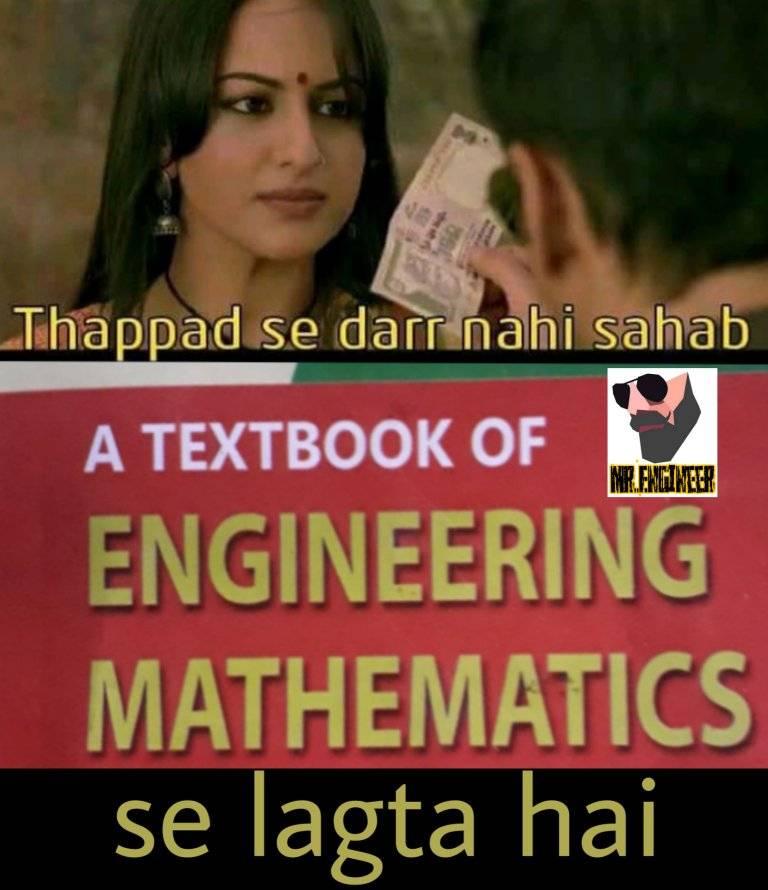 Thappad se darr nahi sahab
A TEXTBOOK OF
MR.ENGINEER
ENGINEERING
MATHEMATICS
se lagta hai